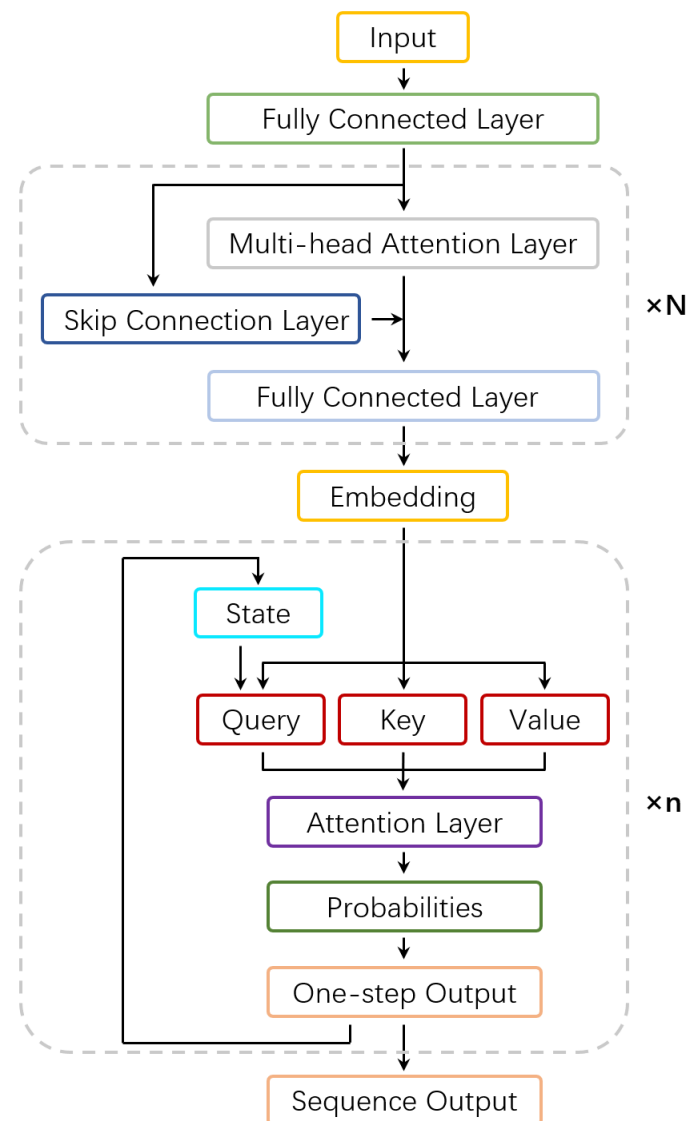 Input
Fully Connected Layer
Multi-head Attention Layer
Skip Connection Layer
×N
Fully Connected Layer
Embedding
State
Query Key Value
×n
Attention Layer
Probabilities
One-step Output
Sequence Output